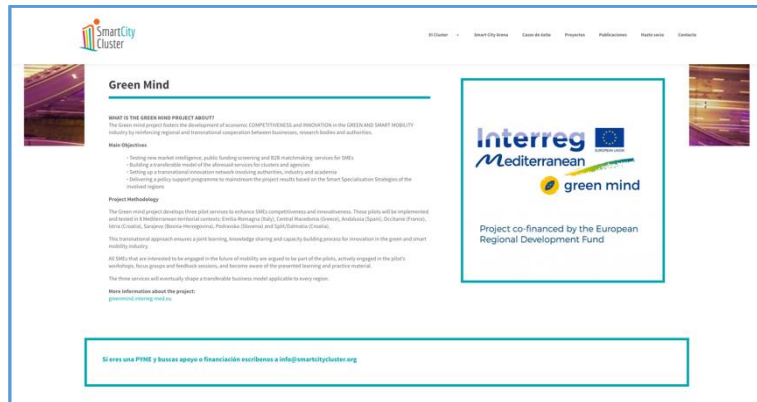 SmartCity
Cluster
El Cluster
Smart City Arena
Casos de éxito
Proyectos
Publicaciones
Hazte socio
Contacto
Green Mind
WHAT IS THE GREEN MIND PROJECT ABOUT?
The Green mind project fosters the development of economic COMPETITIVENESS and INNOVATION in the GREEN AND SMART MOBILITY
industry by reinforcing regional and transnational cooperation between businesses, research bodies and authorities.
Main Objectives
- Testing new market intelligence, public funding screening and B2B matchmaking services for SMEs
- Building a transferable model of the aforesaid services for clusters and agencies
- Setting up a transnational innovation network involving authorities, industry and academia
- Delivering a policy support programme to mainstream the project results based on the Smart Specialisation Strategies of the
involved regions
Project Methodology
The Green mind project develops three pilot services to enhance SMEs competitiveness and innovativeness. These pilots will be implemented
and tested in 8 Mediterranean territorial contexts: Emilia-Romagna (Italy), Central Macedonia (Greece), Andalusia (Spain), Occitane (France),
Istria (Croatia), Sarajevo (Bosna-Herzegovina), Podravska (Slovenia) and Split/Dalmatia (Croatia).
This transnational approach ensures a joint learning, knowledge sharing and capacity building process for innovation in the green and smart
mobility industry.
All SMEs that are interested to be engaged in the future of mobility are argued to be part of the pilots, actively engaged in the pilot's
workshops, focus groups and feedback sessions, and become aware of the presented learning and practice material.
The three services will eventually shape a transferable business model applicable to every region.
More information about the project:
greenmind.interreg-med.eu
Interreg
EUROPEAN UNION
Mediterranean
green mind
Project co-financed by the European
Regional Development Fund
Si eres una PYME y buscas apoyo o financiación escríbenos a info@smartcitycluster.org